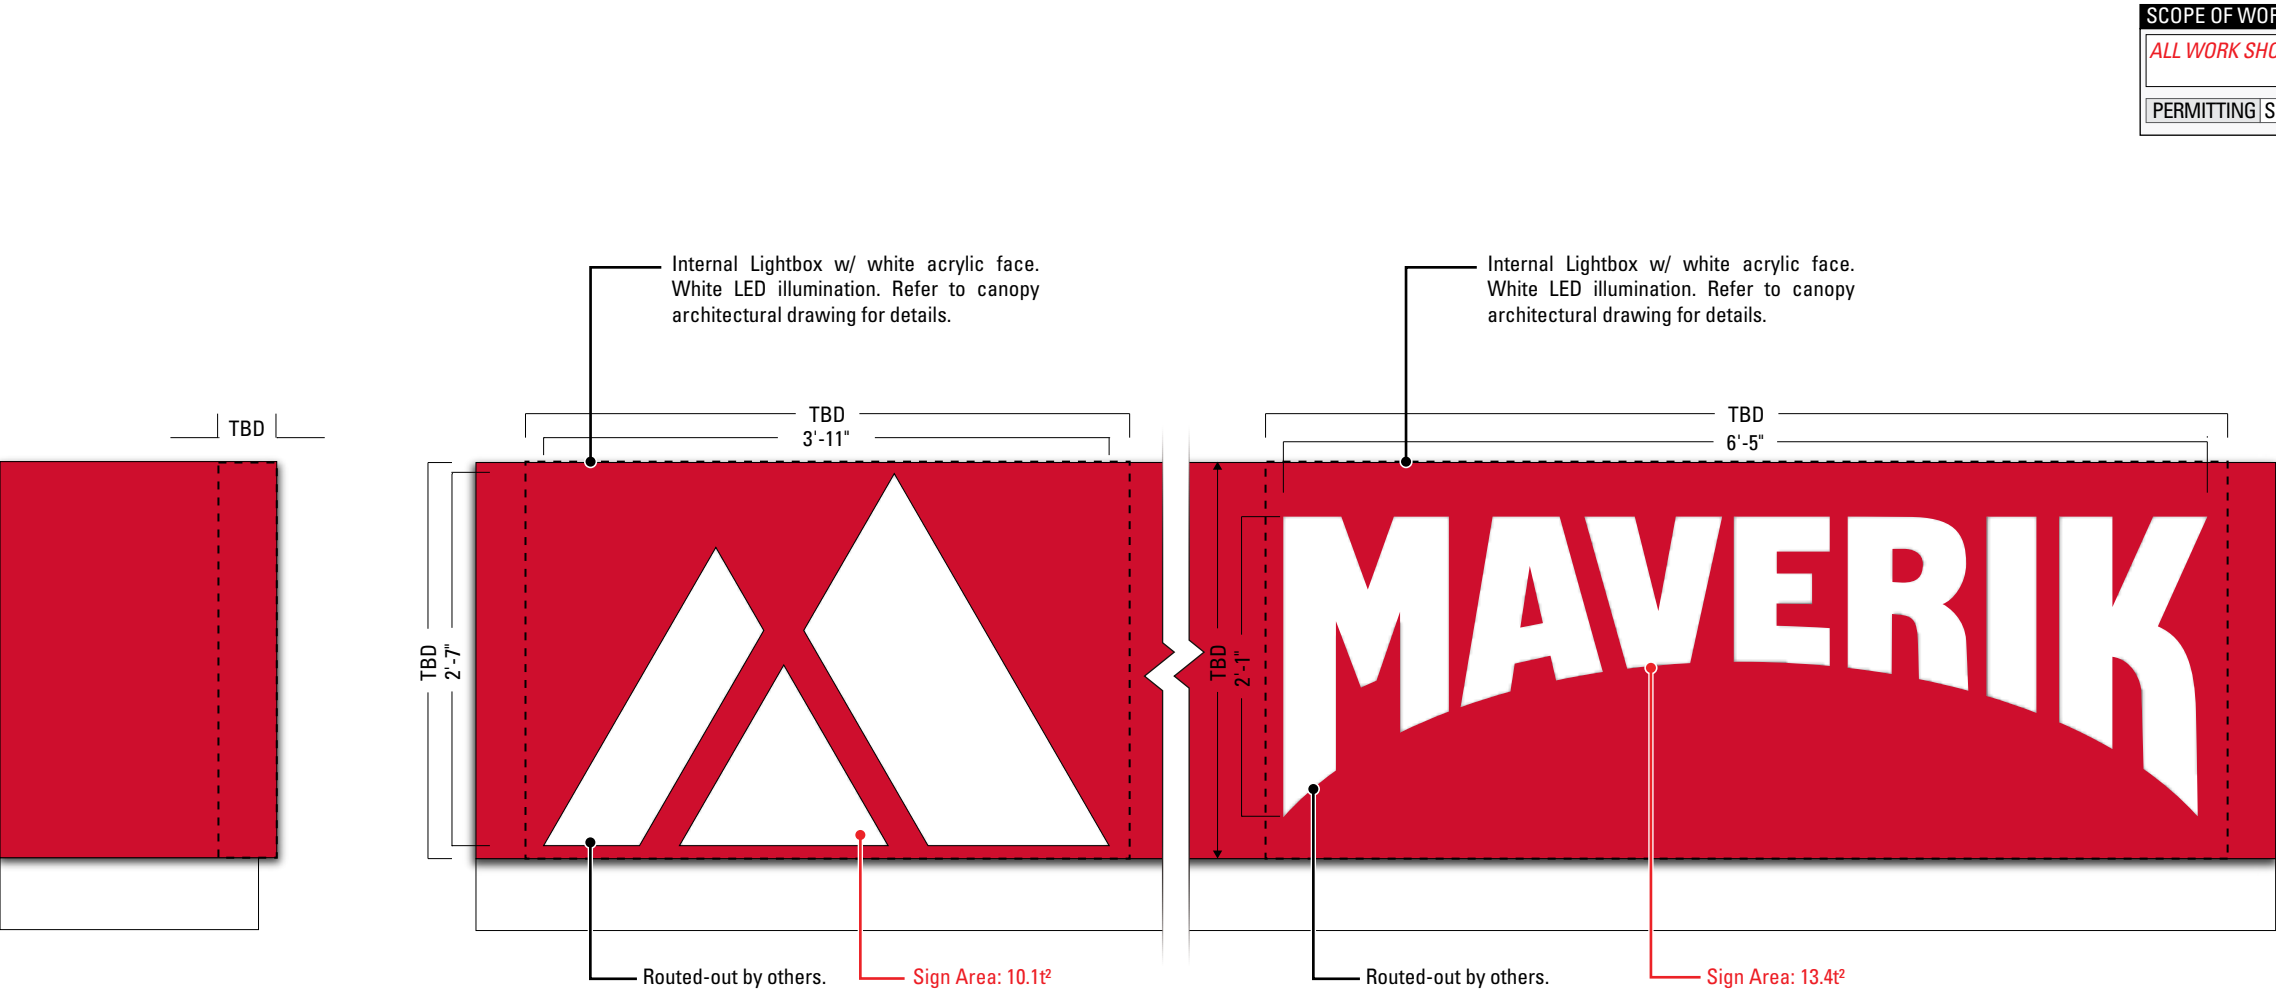 SCOPE OF WOR
ALL WORK SHO
PERMITTING S
Internal Lightbox w/ white acrylic face.
White LED illumination. Refer to canopy
architectural drawing for details.
Internal Lightbox w/ white acrylic face.
White LED illumination. Refer to canopy
architectural drawing for details.
TBD
TBD
3'-11"
TBD
6'-5"
TBD
2'-7"
TBD
2'-1"
MAVERIK
Routed-out by others.
Sign Area: 10.1t²
Routed-out by others.
Sign Area: 13.4t²